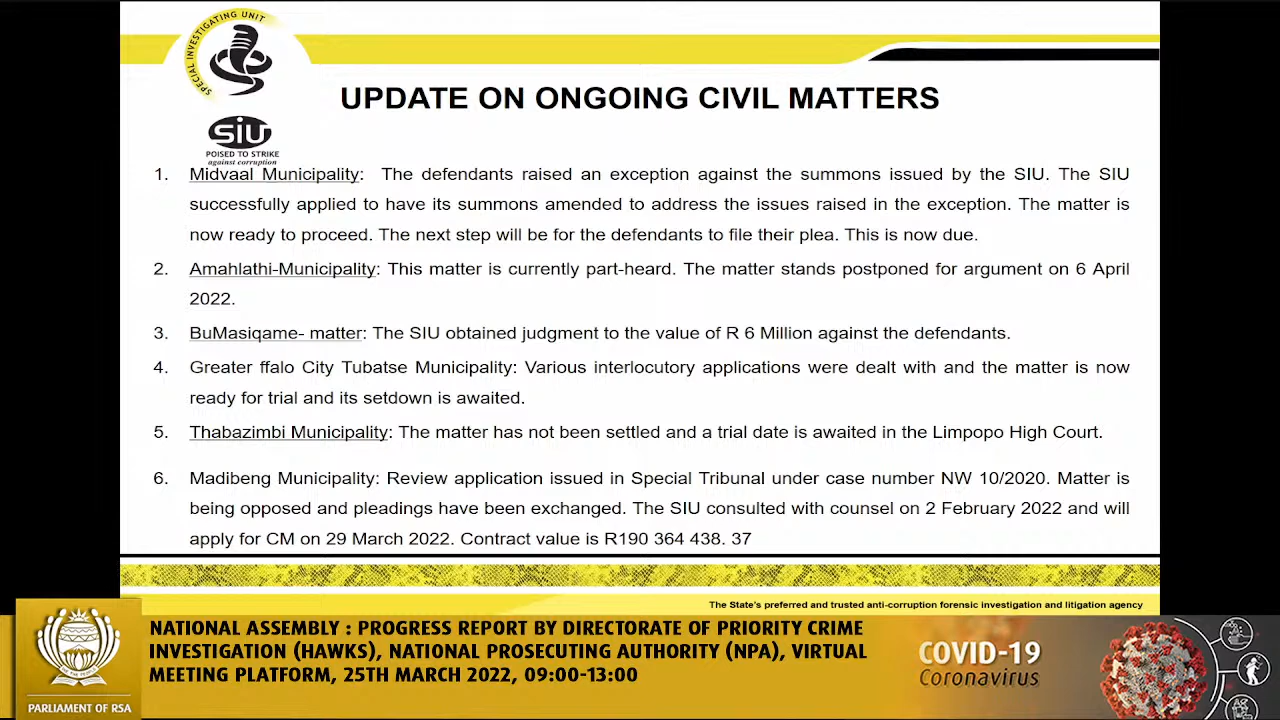 SPECIAL INVESTIGATING UNIT
SIU
POISED TO STRIKE
against corruption
UPDATE ON ONGOING CIVIL MATTERS
1. Midvaal Municipality: The defendants raised an exception against the summons issued by the SIU. The SIU
successfully applied to have its summons amended to address the issues raised in the exception. The matter is
now ready to proceed. The next step will be for the defendants to file their plea. This is now due.
2. Amahlathi-Municipality: This matter is currently part-heard. The matter stands postponed for argument on 6 April
2022.
3. BuMasiqame- matter: The SIU obtained judgment to the value of R 6 Million against the defendants.
4. Greater ffalo City Tubatse Municipality: Various interlocutory applications were dealt with and the matter is now
ready for trial and its setdown is awaited.
5. Thabazimbi Municipality: The matter has not been settled and a trial date is awaited in the Limpopo High Court.
6. Madibeng Municipality: Review application issued in Special Tribunal under case number NW 10/2020. Matter is
being opposed and pleadings have been exchanged. The SIU consulted with counsel on 2 February 2022 and will
apply for CM on 29 March 2022. Contract value is R190 364 438. 37
The State's preferred and trusted anti-corruption forensic investigation and litigation agency
NATIONAL ASSEMBLY : PROGRESS REPORT BY DIRECTORATE OF PRIORITY CRIME
INVESTIGATION (HAWKS), NATIONAL PROSECUTING AUTHORITY (NPA), VIRTUAL
MEETING PLATFORM, 25TH MARCH 2022, 09:00-13:00
PARLIAMENT OF RSA
COVID-19
Coronavirus